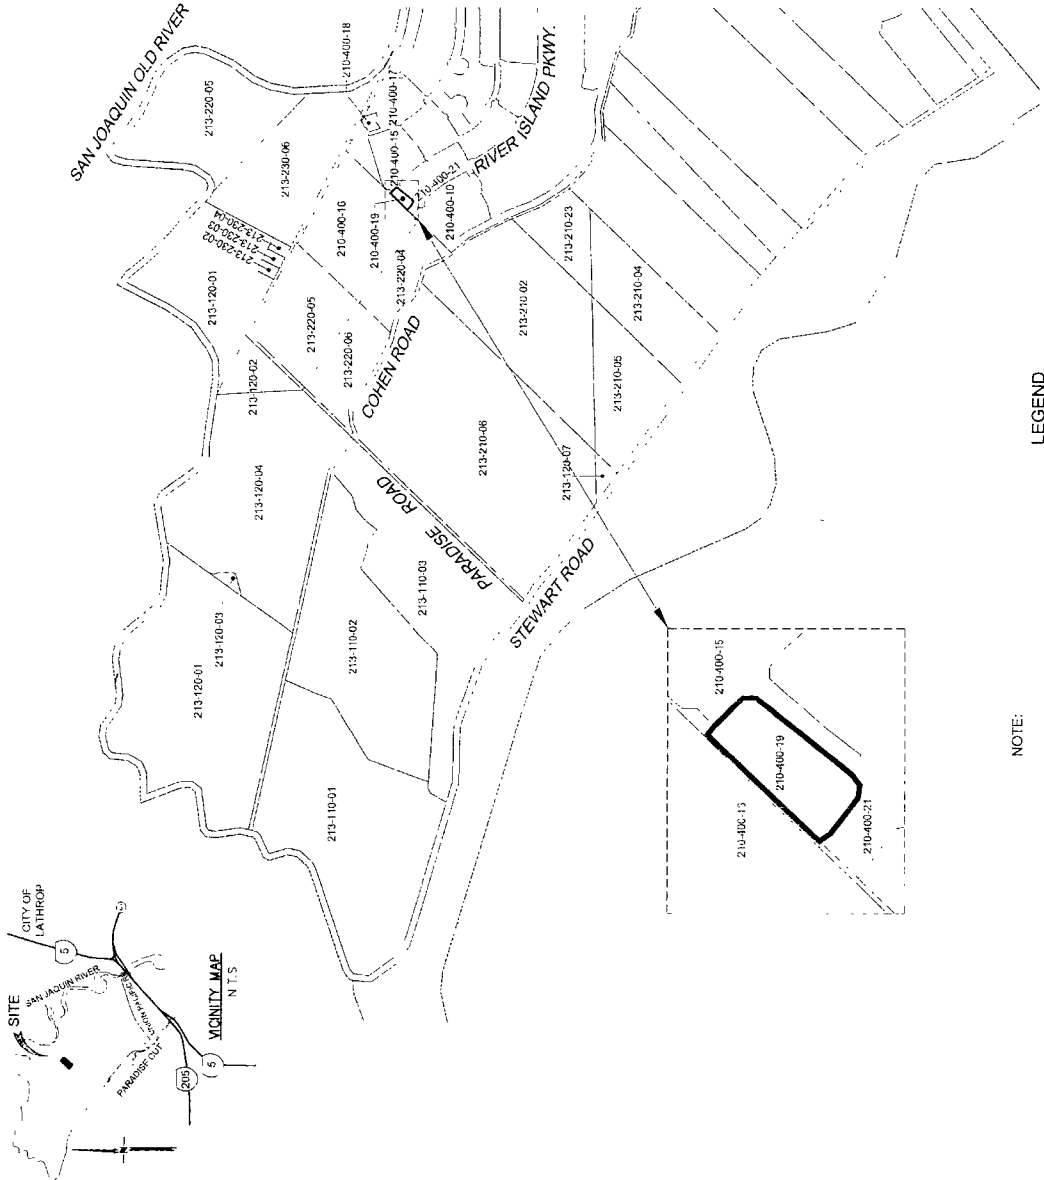 SAN JOAQUIN OLD RIVER
213-220-05
210-400-18
213-230-06
210-400-17
210-400-15
RIVER ISLAND PKWY.
210-400-21
213-230-04
213-230-03
213-230-02
210-400-16
210-400-19
210-400-10
213-120-01
213-220-04
213-210-23
213-220-05
213-210-02
213-210-04
213-220-06
COHEN ROAD
213-120-02
213-210-05
213-120-04
213-210-06
213-120-07
PARADISE ROAD
213-110-03
STEWART ROAD
213-120-03
213-120-01
213-110-02
213-110-01
210-400-15
210-400-19
210-400-21
LEGEND
NOTE:
CITY OF
LATHROP
5
SITE
SAN JAQUIN RIVER
UNION PACIFIC
PARADISE CUT
205
5
VICINITY MAP
N.T.S